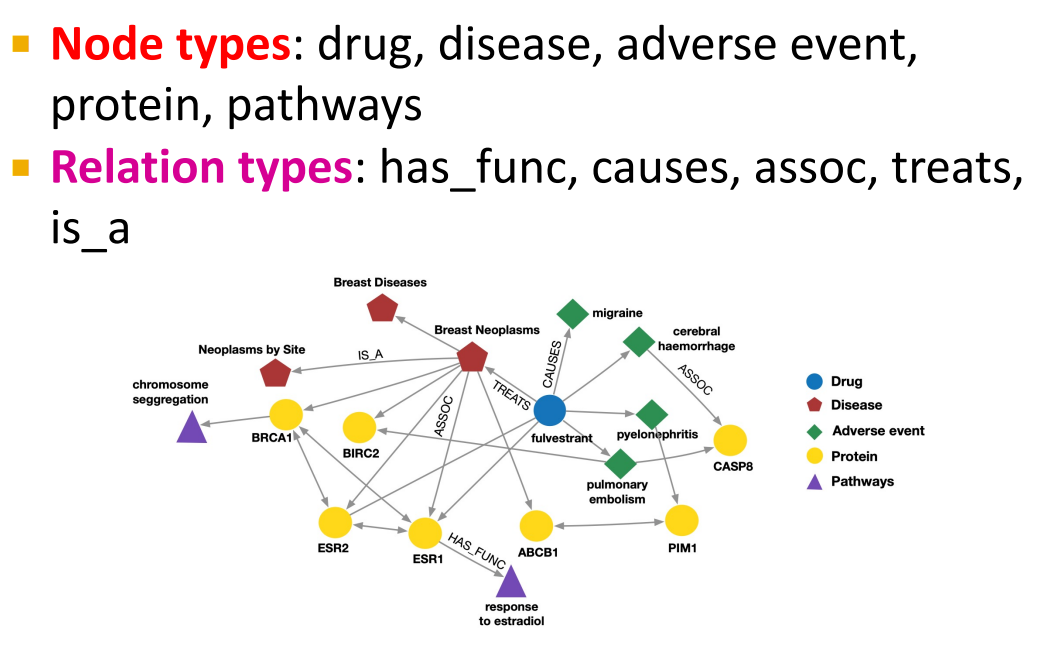 Node types: drug, disease, adverse event,
protein, pathways
Relation types: has_func, causes, assoc, treats,
is_a
Breast Diseases
migraine
Breast Neoplasms
cerebral
haemorrhage
Neoplasms by Site
IS_A
CAUSES
ASSOC
chromosome
seggregation
TREATS
Drug
Disease
Adverse event
Protein
Pathways
ASSOC
BRCA1
BIRC2
fulvestrant
pyelonephritis
CASP8
pulmonary
embolism
ESR2
ESR1
HAS_FUNC
ABCB1
PIM1
response
to estradiol